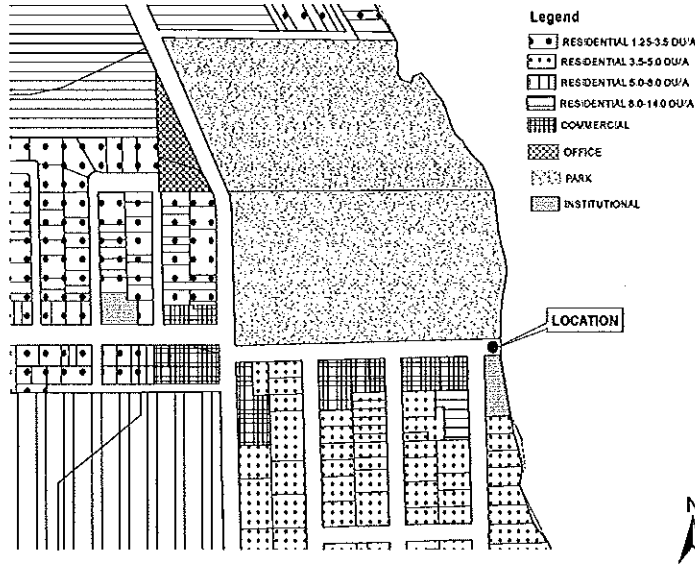 Legend
RESIDENTIAL 1.25-3.5 DU/A
RESIDENTIAL 3.5-5.0 DU/A
RESIDENTIAL 5.0-8.0 DU/A
RESIDENTIAL 8.0-14.0 DU/A
COMMERCIAL
OFFICE
PARK
INSTITUTIONAL
LOCATION
N